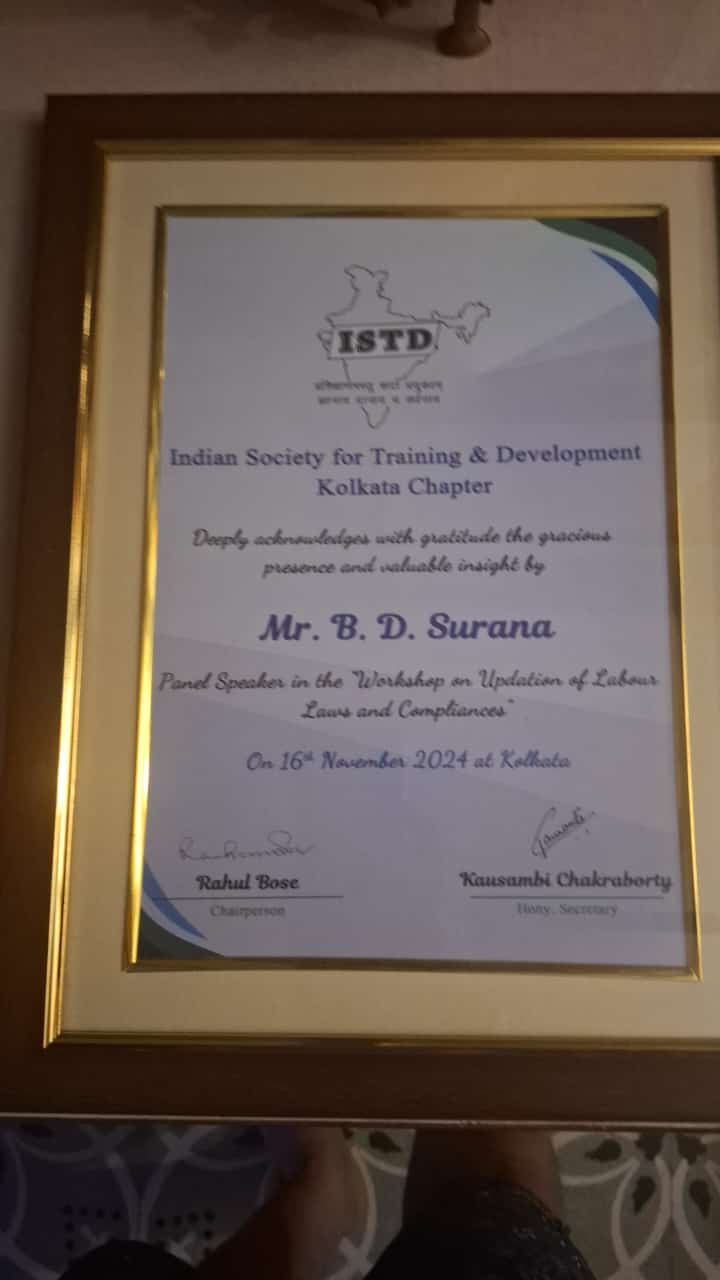 ISTD
Indian Society for Training & Development
Kolkata Chapter
Deeply acknowledges with gratitude the gracious
presence and valuable insight by
Mr. B. D. Surana
Panel Speaker in the "Workshop on Updation of Labour
Laws and Compliances"
On 16th November 2024 at Kolkata
Rahul Bose
Chairperson
Kausambi Chakraborty
Hony. Secretary